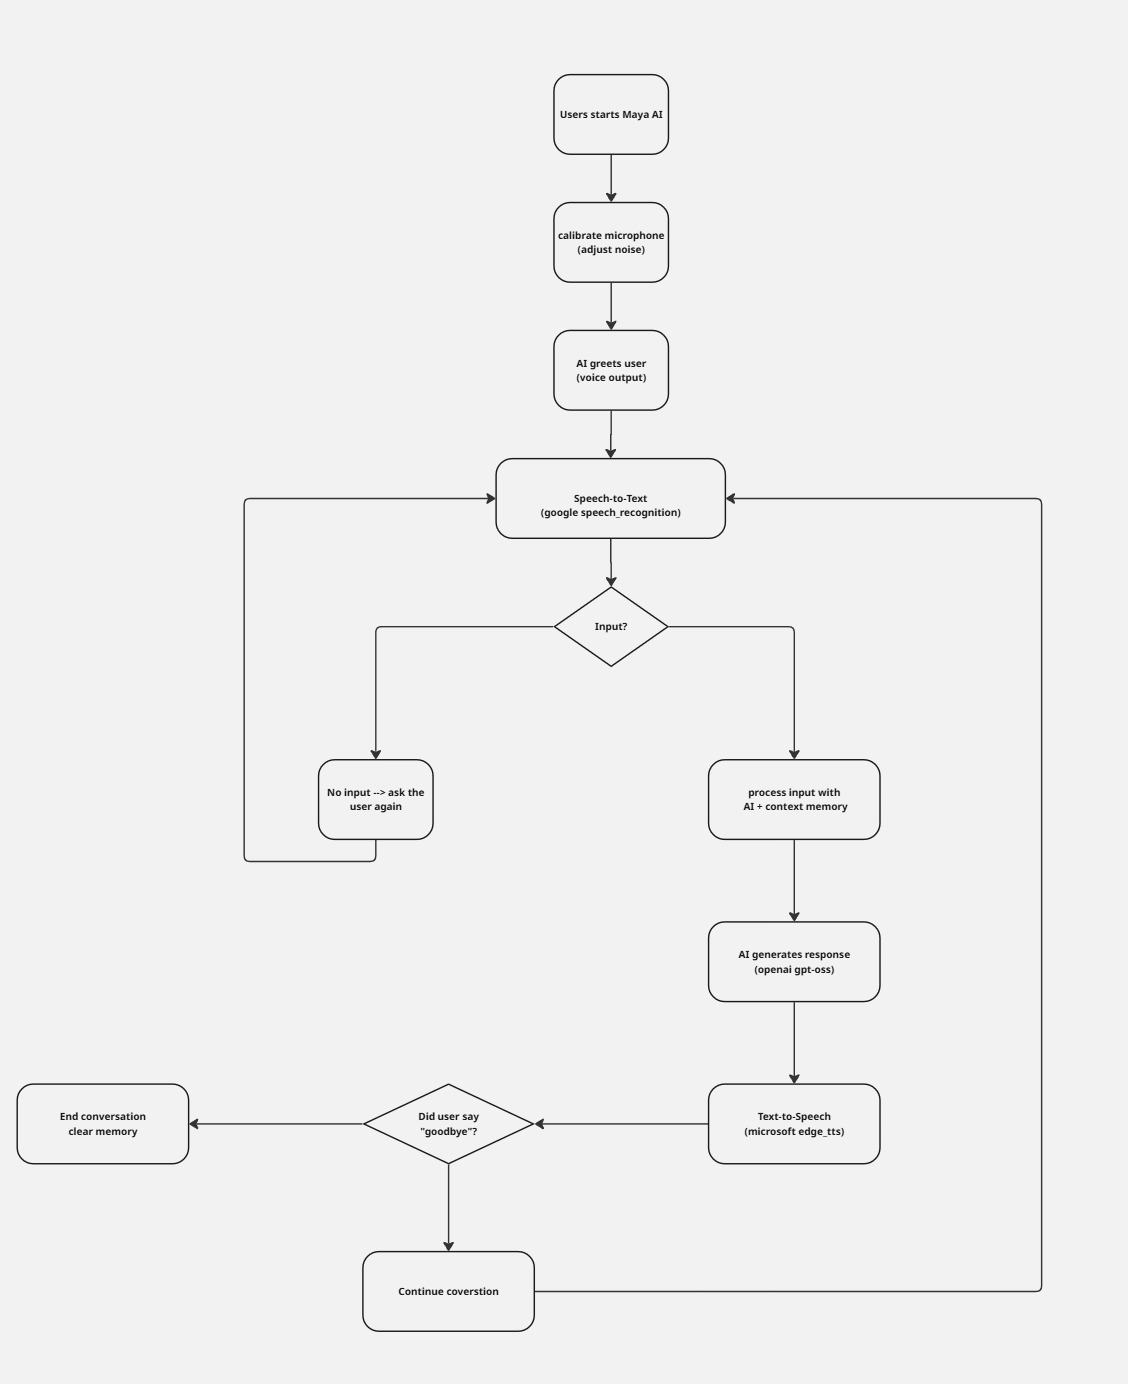 Users starts Maya AI
calibrate microphone
(adjust noise)
AI greets user
(voice output)
Speech-to-Text
(google speech_recognition)
Input?
No input --> ask the
user again
process input with
AI + context memory
AI generates response
(openai gpt-oss)
Text-to-Speech
(microsoft edge_tts)
Did user say
"goodbye"?
End conversation
clear memory
Continue coverstion